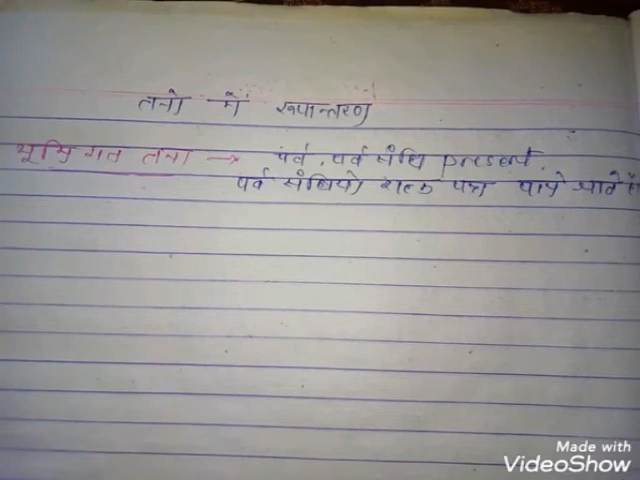 तनो में रूपान्तरण
भूमि गत तना → पर्व, पर्व संधि present.
पर्व संधियो शल्क पत्र पाये जाते है
Made with
VideoShow